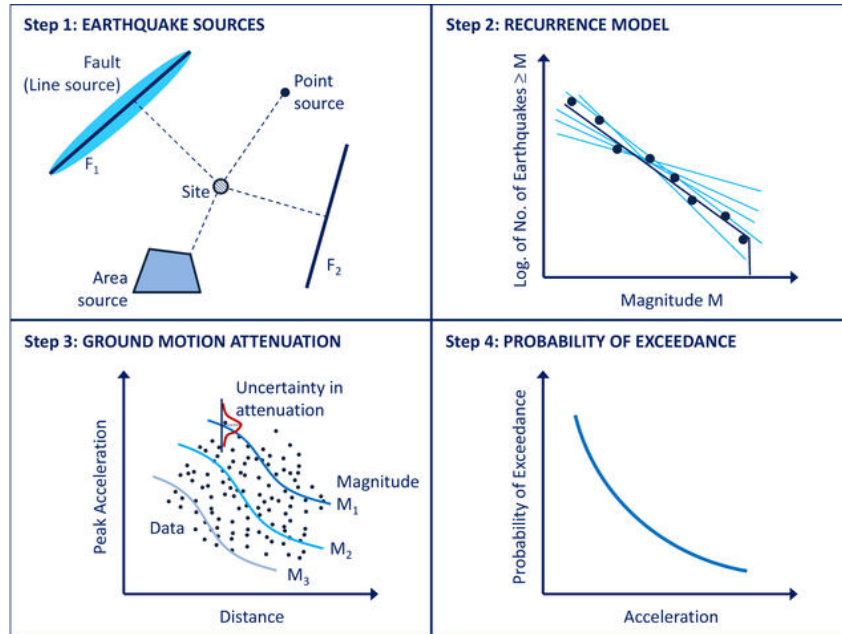 Step 1: EARTHQUAKE SOURCES
Fault
(Line source)
F₁
Point
source
Site
F₂
Area
source
Step 2: RECURRENCE MODEL
Log. of No. of Earthquakes ≥ M
Magnitude M
Step 3: GROUND MOTION ATTENUATION
Uncertainty in
attenuation
Peak Acceleration
Magnitude
M₁
Data
M₂
M₃
Distance
Step 4: PROBABILITY OF EXCEEDANCE
Probability of Exceedance
Acceleration